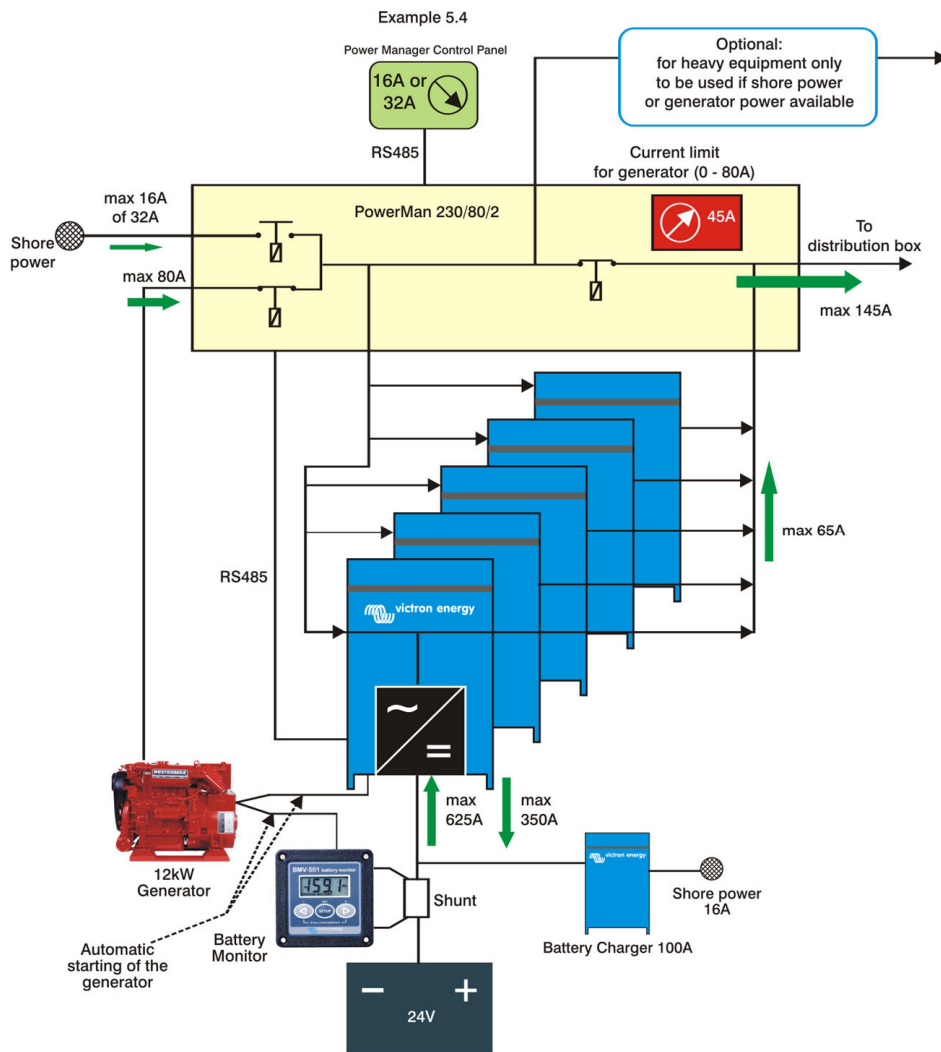 Example 5.4
Power Manager Control Panel
16A or
32A
RS485
Optional:
for heavy equipment only
to be used if shore power
or generator power available
Current limit
for generator (0 - 80A)
max 16A
of 32A
PowerMan 230/80/2
45A
Shore
power
To
distribution box
max 80A
max 145A
max 65A
RS485
victron energy
~
=
max
625A
max
350A
WESTERBEKE
12kW
Generator
BMV-501 battery monitor
159.1
SETUP
Shunt
victron energy
Shore power
16A
Battery
Monitor
Battery Charger 100A
Automatic
starting of the
generator
– +
24V